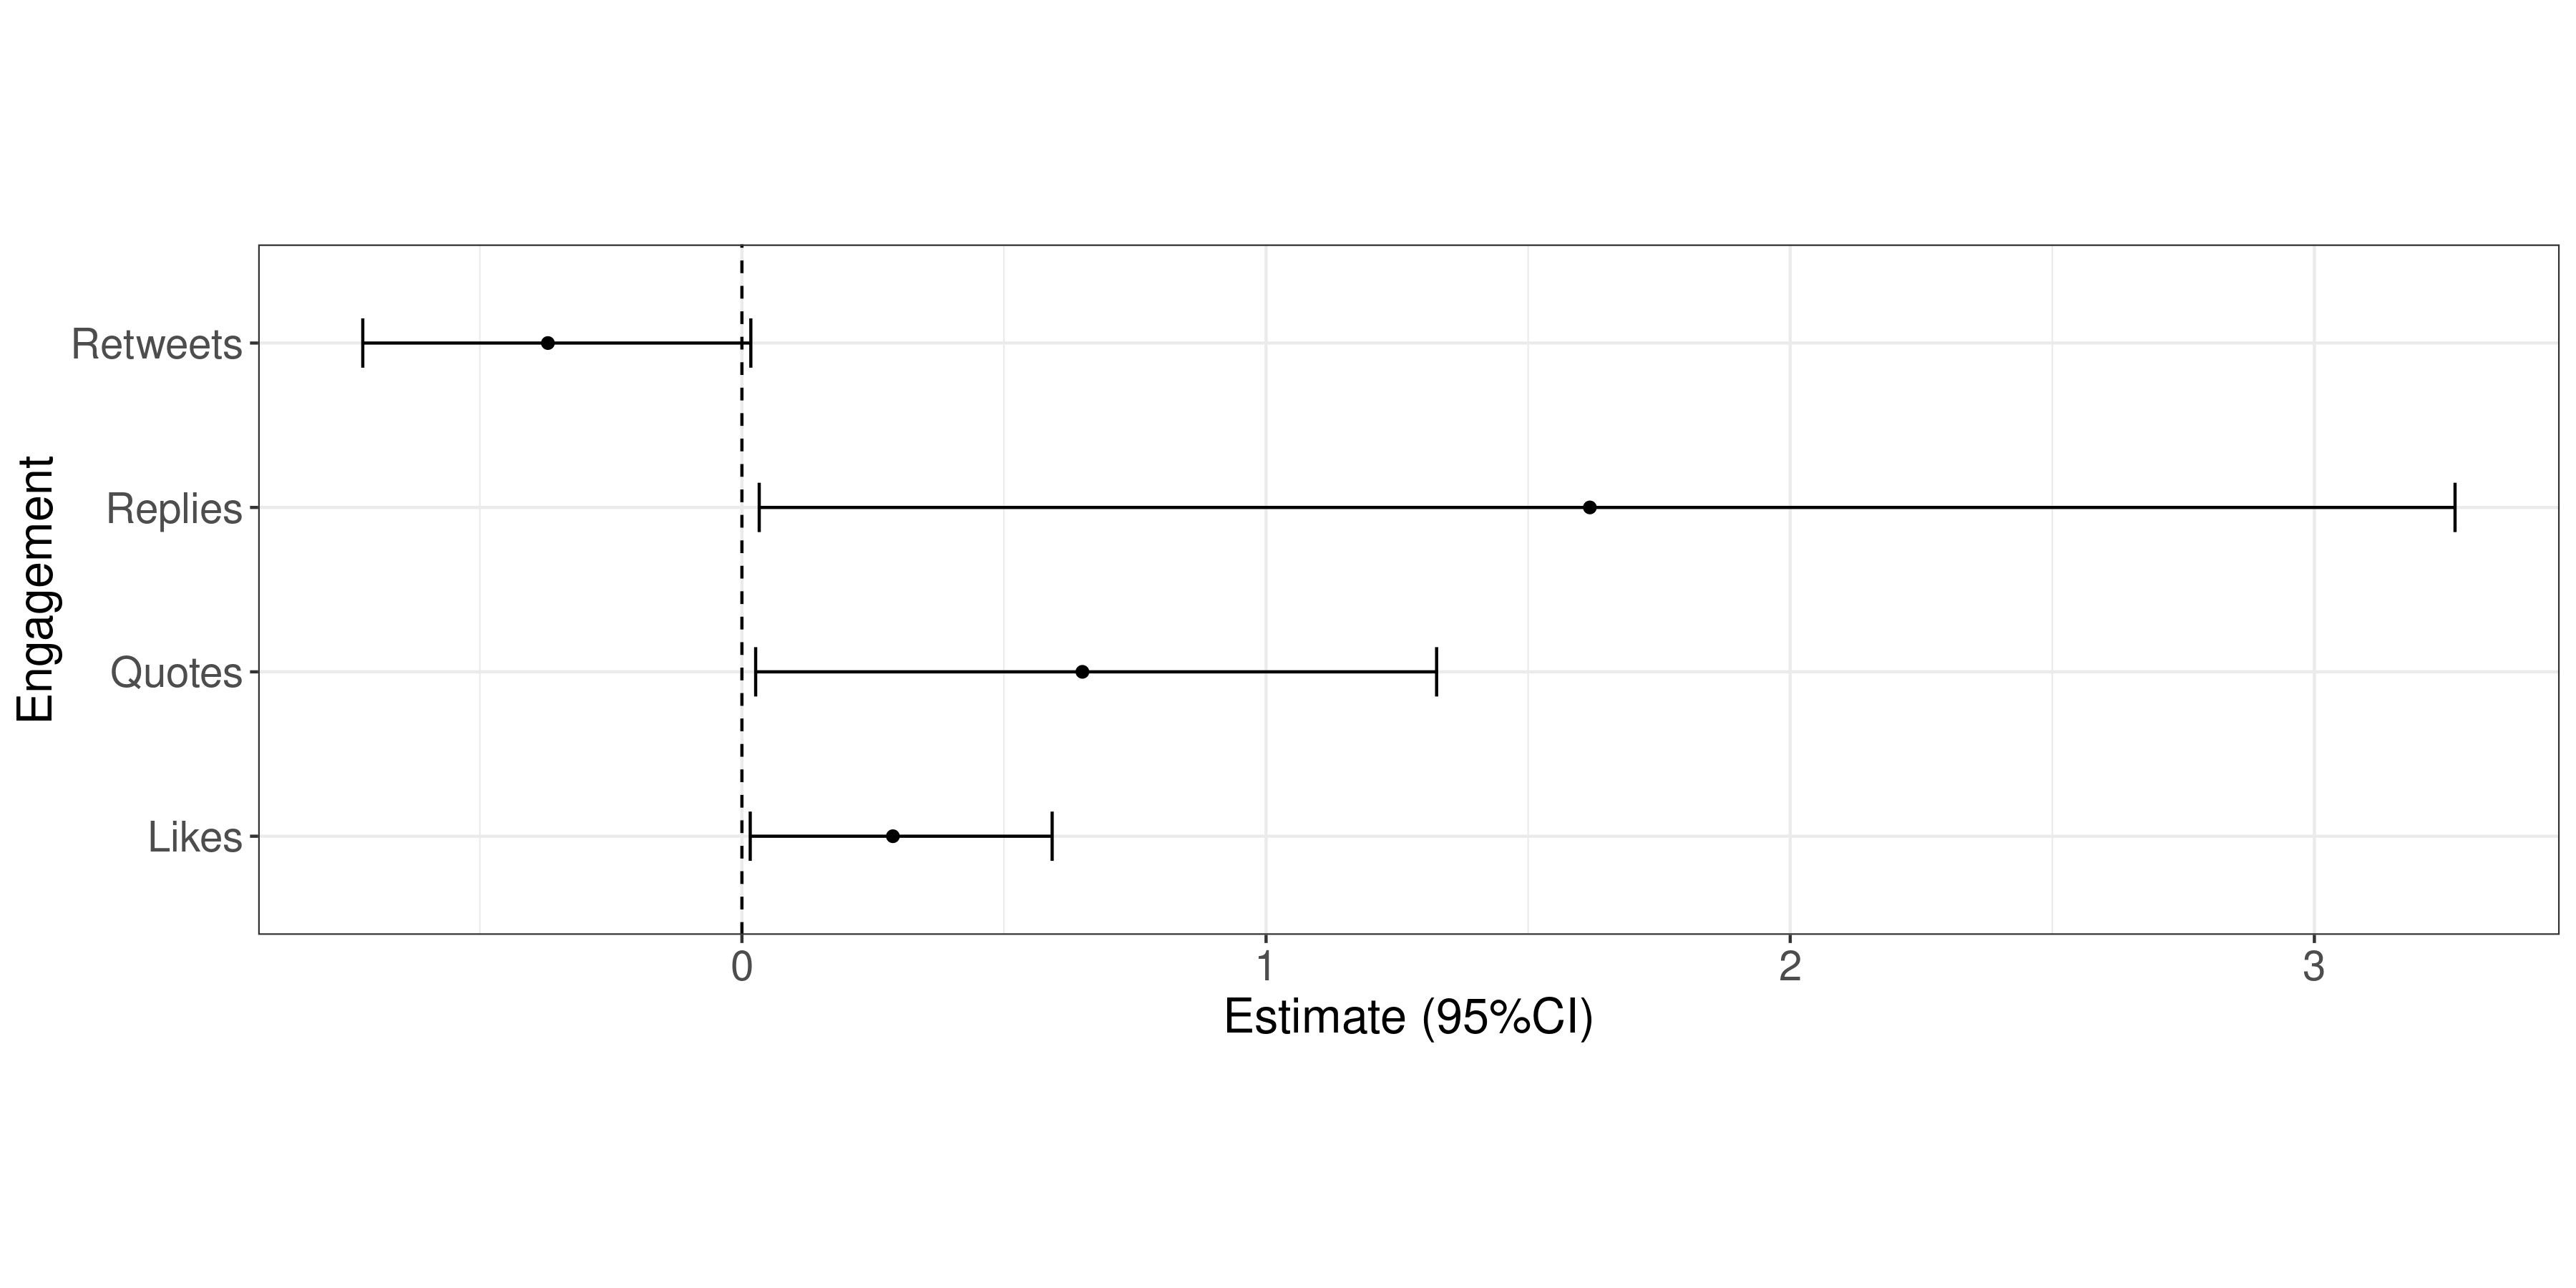 Retweets
Replies
Quotes
Likes
Engagement
0 1 2 3
Estimate (95%CI)